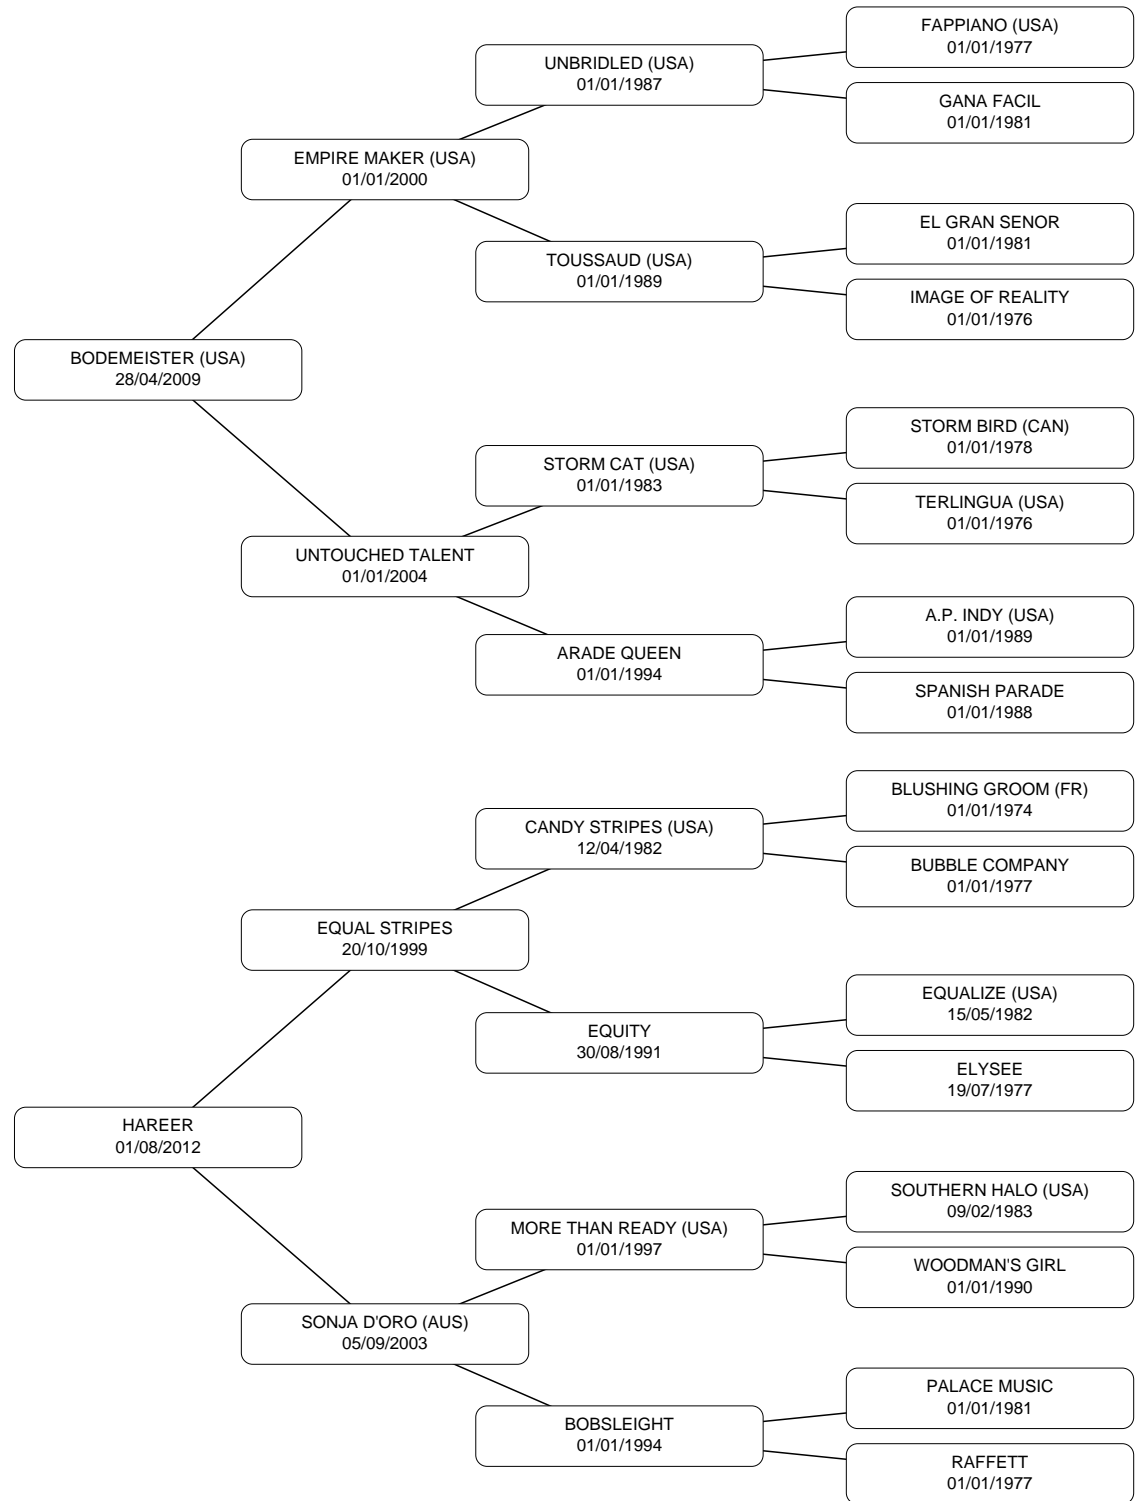 FAPPIANO (USA)
01/01/1977
UNBRIDLED (USA)
01/01/1987
GANA FACIL
01/01/1981
EMPIRE MAKER (USA)
01/01/2000
EL GRAN SENOR
01/01/1981
TOUSSAUD (USA)
01/01/1989
IMAGE OF REALITY
01/01/1976
BODEMEISTER (USA)
28/04/2009
STORM BIRD (CAN)
01/01/1978
STORM CAT (USA)
01/01/1983
TERLINGUA (USA)
01/01/1976
UNTOUCHED TALENT
01/01/2004
A.P. INDY (USA)
01/01/1989
ARADE QUEEN
01/01/1994
SPANISH PARADE
01/01/1988
BLUSHING GROOM (FR)
01/01/1974
CANDY STRIPES (USA)
12/04/1982
BUBBLE COMPANY
01/01/1977
EQUAL STRIPES
20/10/1999
EQUALIZE (USA)
15/05/1982
EQUITY
30/08/1991
ELYSEE
19/07/1977
HAREER
01/08/2012
SOUTHERN HALO (USA)
09/02/1983
MORE THAN READY (USA)
01/01/1997
WOODMAN'S GIRL
01/01/1990
SONJA D'ORO (AUS)
05/09/2003
PALACE MUSIC
01/01/1981
BOBSLEIGHT
01/01/1994
RAFFETT
01/01/1977